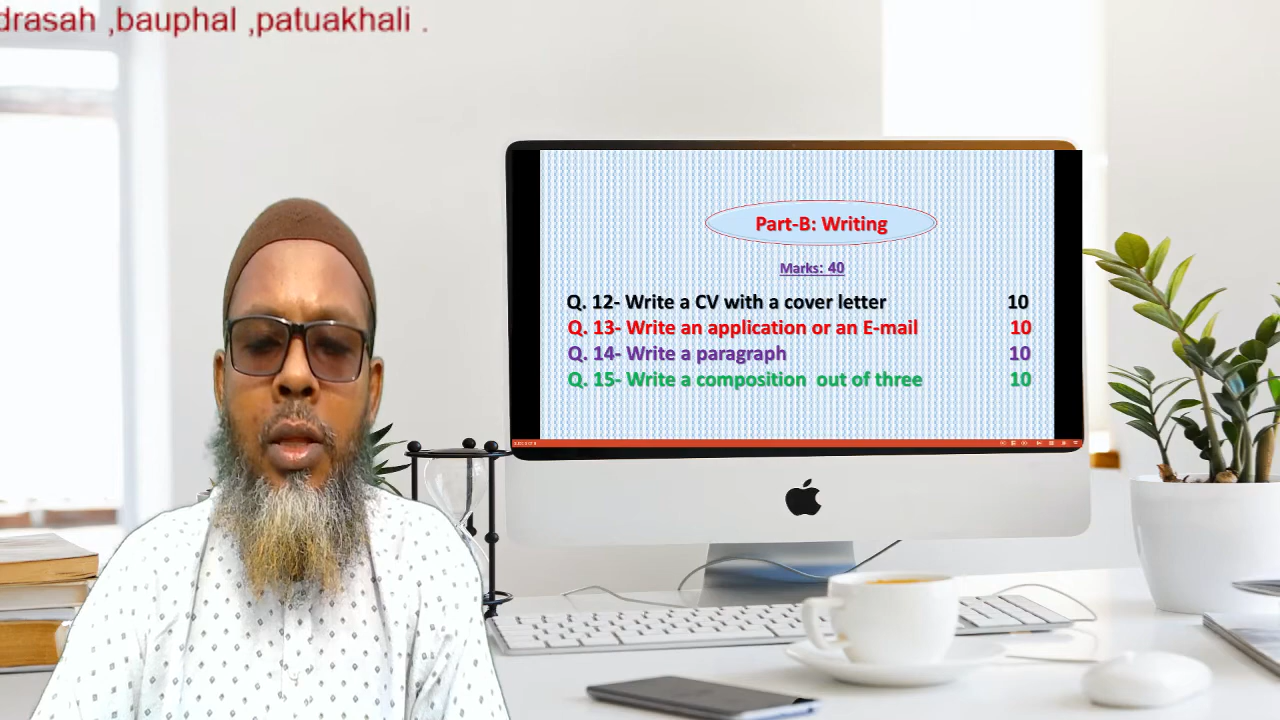 drasah ,bauphal ,patuakhali .
Part-B: Writing
Marks: 40
Q. 12- Write a CV with a cover letter 10
Q. 13- Write an application or an E-mail 10
Q. 14- Write a paragraph 10
Q. 15- Write a composition out of three 10